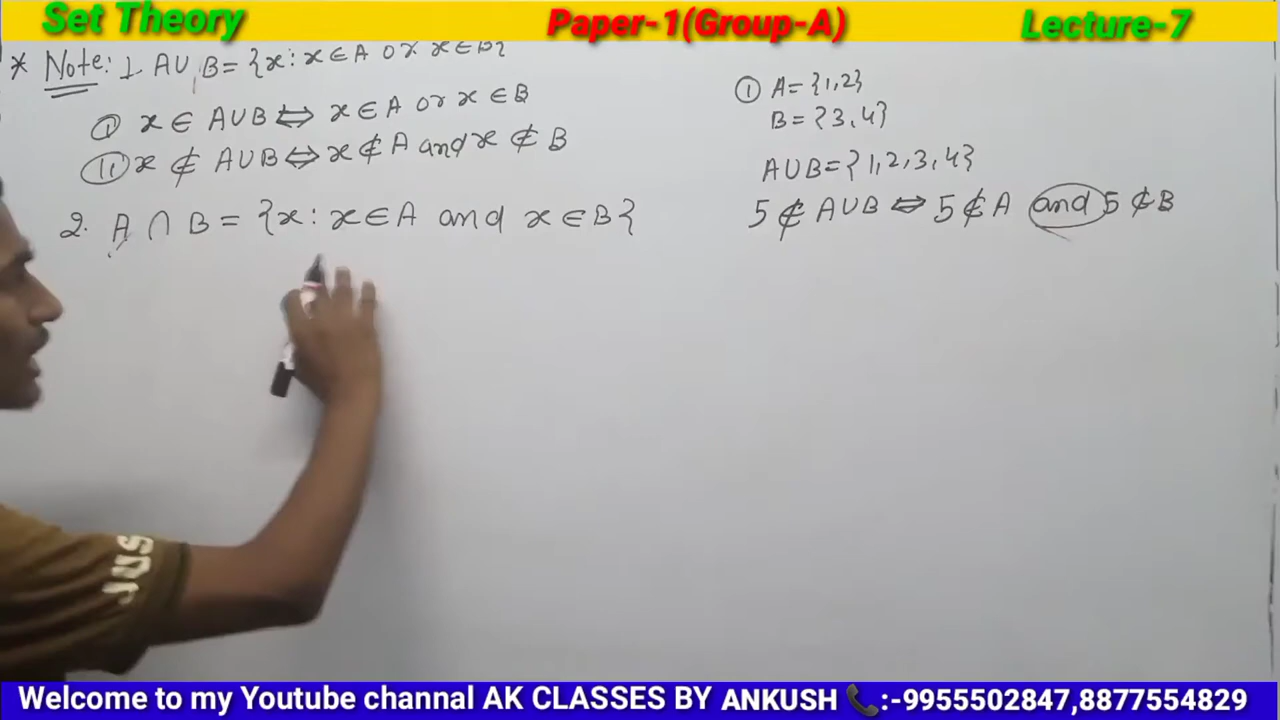 Set Theory Paper-1(Group-A) Lecture-7
* Note: 1. A∪B = {x : x ∈ A or x ∈ B}
(i) x ∈ A∪B ⇔ x ∈ A or x ∈ B
(ii) x ∉ A∪B ⇔ x ∉ A and x ∉ B
2. A ∩ B = {x : x ∈ A and x ∈ B}
① A = {1,2}
B = {3,4}
A∪B = {1,2,3,4}
5 ∉ A∪B ⇔ 5 ∉ A and 5 ∉ B
JUS
Welcome to my Youtube channal AK CLASSES BY ANKUSH 📞:-9955502847,8877554829